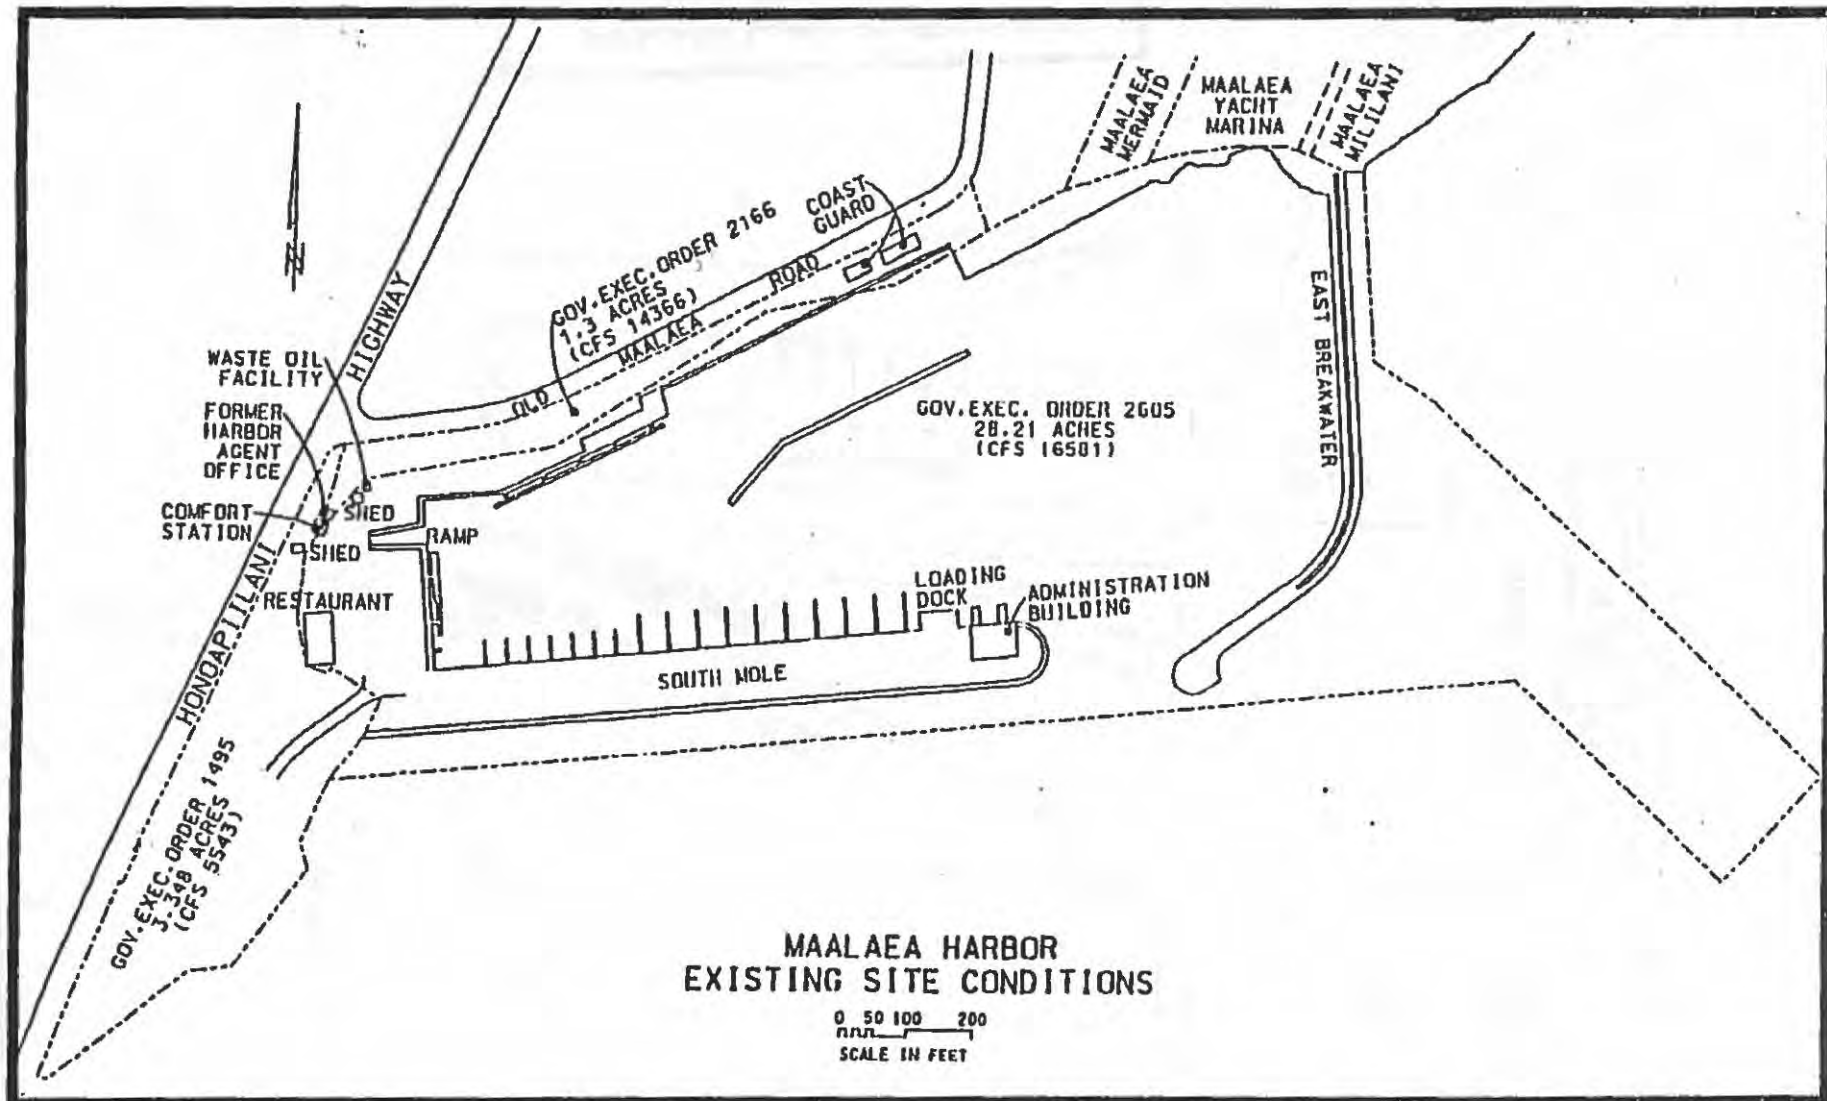 MAALAEA
MERMAID
MAALAEA
YACHT
MARINA
MAALAEA
MILILANI
COAST
GUARD
GOV.EXEC.ORDER 2166
1.3 ACRES
(CFS 14366)
OLD MAALAEA ROAD
HONOAPIILANI HIGHWAY
N
WASTE OIL
FACILITY
FORMER
HARBOR
AGENT
OFFICE
COMFORT
STATION
SHED
SHED
RAMP
RESTAURANT
GOV.EXEC. ORDER 2605
28.21 ACRES
(CFS 16581)
EAST BREAKWATER
LOADING
DOCK
ADMINISTRATION
BUILDING
SOUTH MOLE
GOV.EXEC.ORDER 1495
3.348 ACRES
(CFS 5543)
MAALAEA HARBOR
EXISTING SITE CONDITIONS
0 50 100 200
SCALE IN FEET